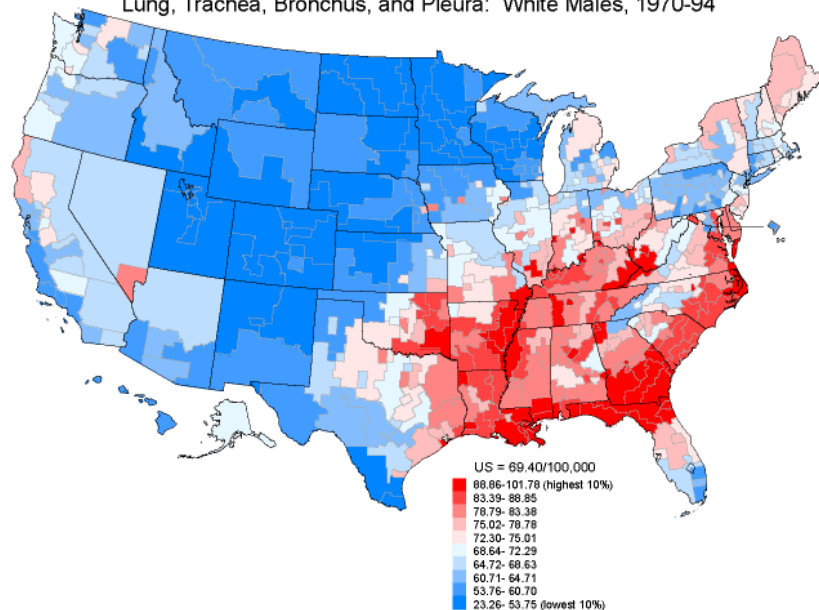 Lung, Trachea, Bronchus, and Pleura: White Males, 1970-94
DC
US = 69.40/100,000
88.86-101.78 (highest 10%)
83.39- 88.85
78.79- 83.38
75.02- 78.78
72.30- 75.01
68.64- 72.29
64.72- 68.63
60.71- 64.71
53.76- 60.70
23.26- 53.75 (lowest 10%)